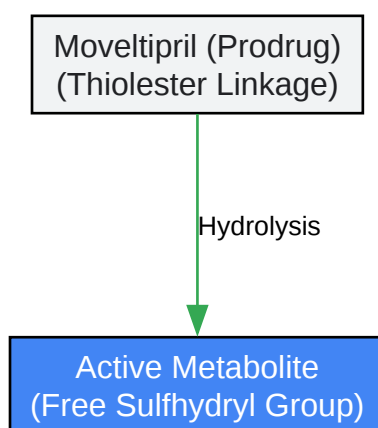 Moveltipril (Prodrug)
(Thiolester Linkage)
Hydrolysis
Active Metabolite
(Free Sulfhydryl Group)